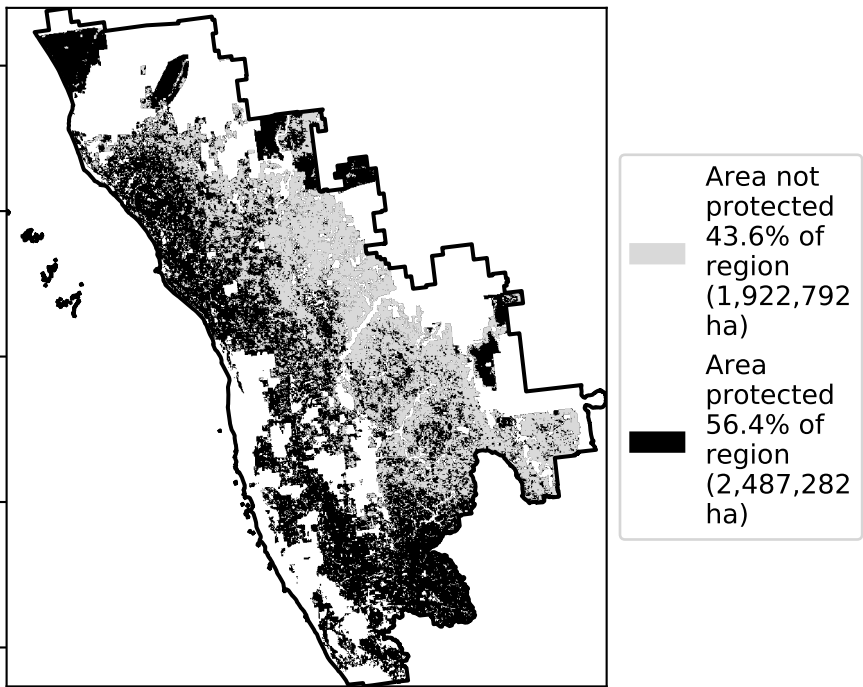 Area not
protected
43.6% of
region
(1,922,792
ha)
Area
protected
56.4% of
region
(2,487,282
ha)